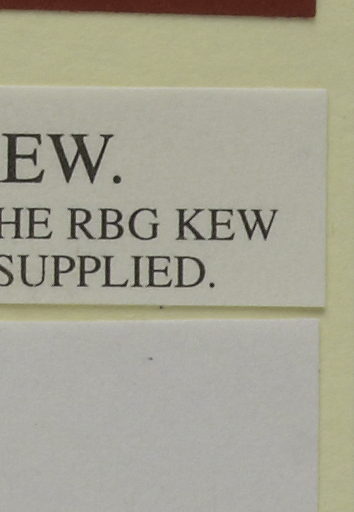 EW.
HE RBG KEW
SUPPLIED.